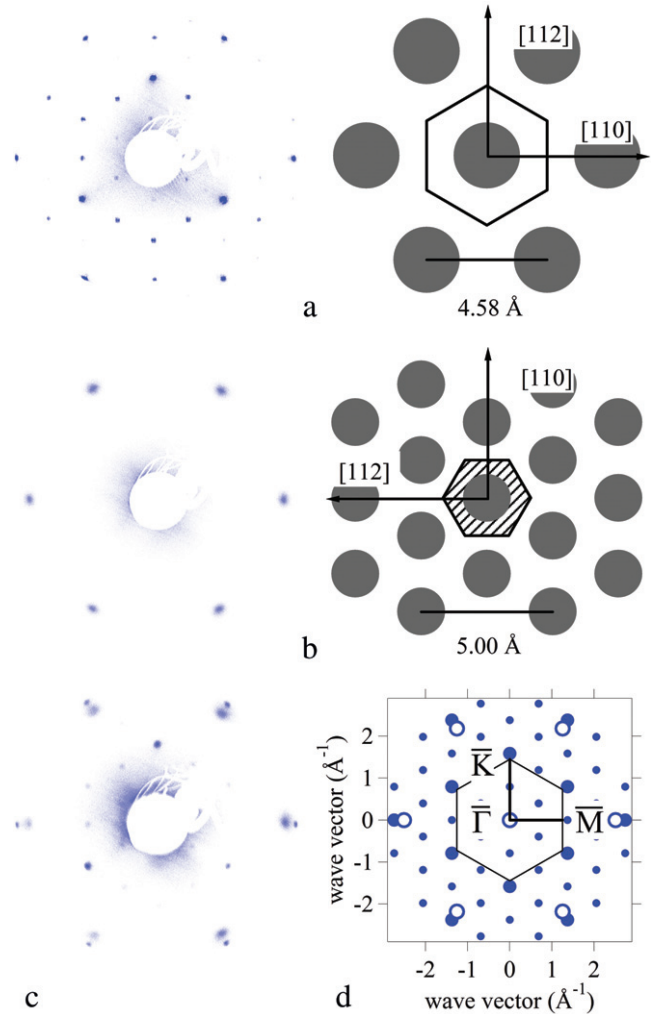 [112]
[110]
a
4.58 Å
[110]
[112]
b
5.00 Å
wave vector (Å⁻¹)
2
1
0
-1
-2
K̅
Γ̅
M̅
-2 -1 0 1 2
c
d
wave vector (Å⁻¹)